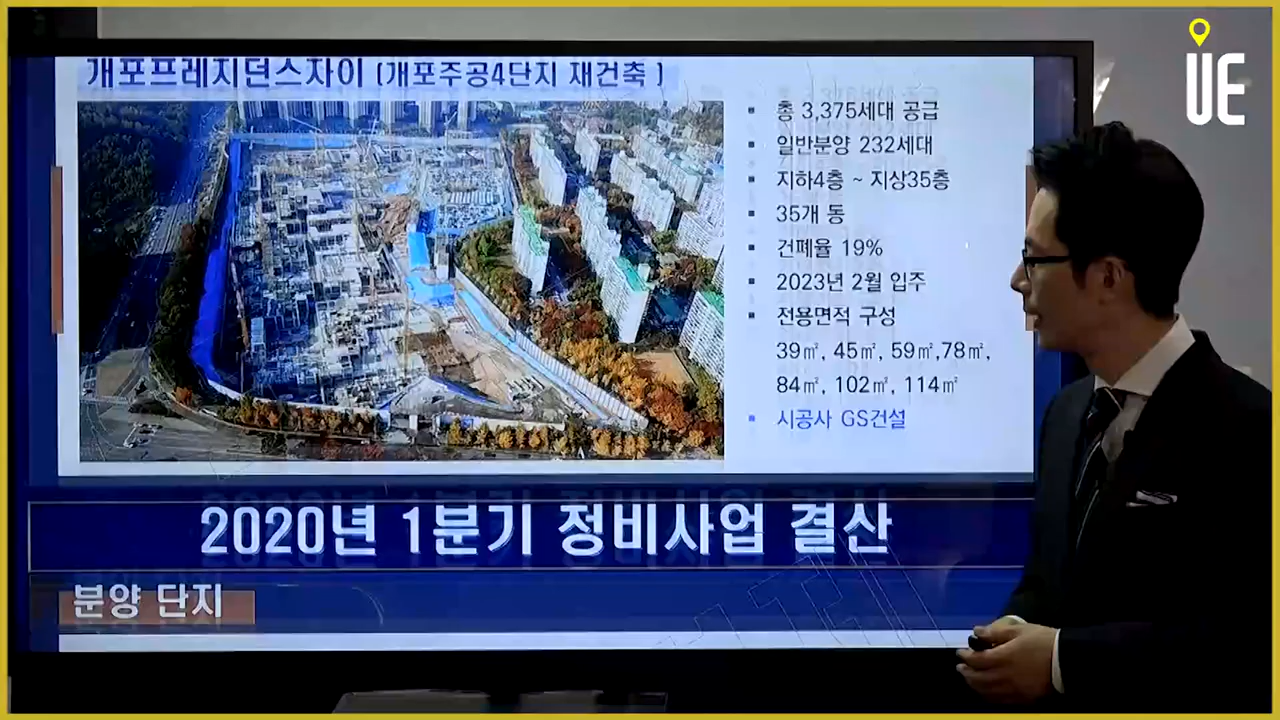 개포프레지던스자이 (개포주공4단지 재건축 )
▪ 총 3,375세대 공급
▪ 일반분양 232세대
▪ 지하4층 ~ 지상35층
▪ 35개 동
▪ 건폐율 19%
▪ 2023년 2월 입주
▪ 전용면적 구성
39㎡, 45㎡, 59㎡,78㎡,
84㎡, 102㎡, 114㎡
▪ 시공사 GS건설
2020년 1분기 정비사업 결산
분양 단지
UE